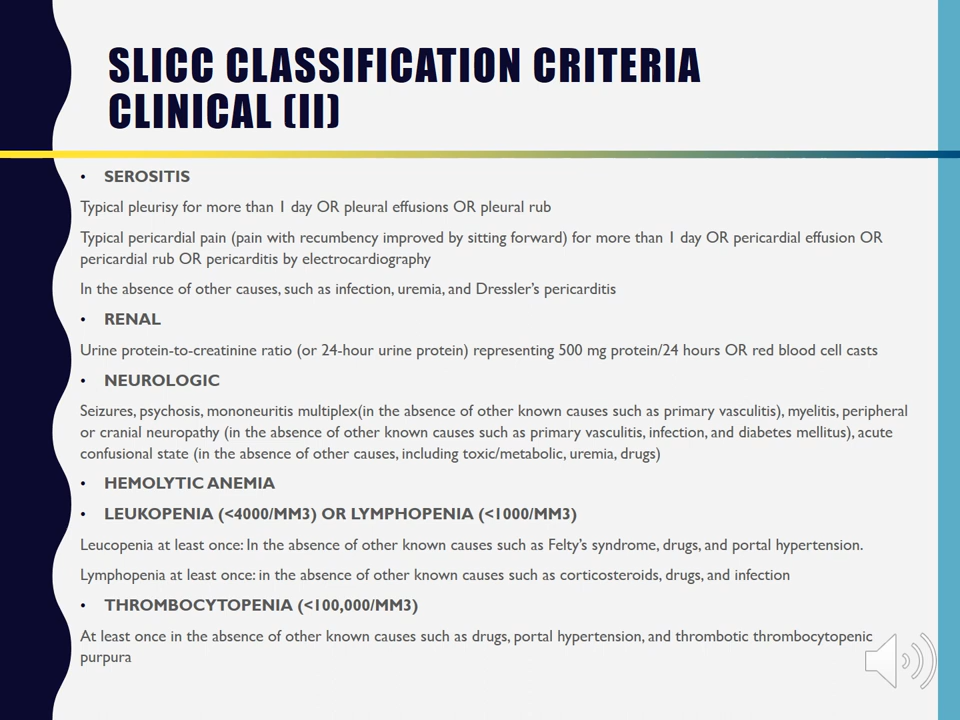 SLICC CLASSIFICATION CRITERIA
CLINICAL (II)
• SEROSITIS
Typical pleurisy for more than 1 day OR pleural effusions OR pleural rub
Typical pericardial pain (pain with recumbency improved by sitting forward) for more than 1 day OR pericardial effusion OR
pericardial rub OR pericarditis by electrocardiography
In the absence of other causes, such as infection, uremia, and Dressler's pericarditis
• RENAL
Urine protein-to-creatinine ratio (or 24-hour urine protein) representing 500 mg protein/24 hours OR red blood cell casts
• NEUROLOGIC
Seizures, psychosis, mononeuritis multiplex(in the absence of other known causes such as primary vasculitis), myelitis, peripheral
or cranial neuropathy (in the absence of other known causes such as primary vasculitis, infection, and diabetes mellitus), acute
confusional state (in the absence of other causes, including toxic/metabolic, uremia, drugs)
• HEMOLYTIC ANEMIA
• LEUKOPENIA (<4000/MM3) OR LYMPHOPENIA (<1000/MM3)
Leucopenia at least once: In the absence of other known causes such as Felty's syndrome, drugs, and portal hypertension.
Lymphopenia at least once: in the absence of other known causes such as corticosteroids, drugs, and infection
• THROMBOCYTOPENIA (<100,000/MM3)
At least once in the absence of other known causes such as drugs, portal hypertension, and thrombotic thrombocytopenic
purpura